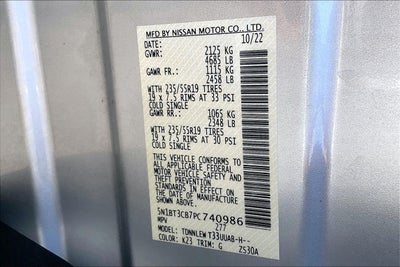 MFD BY NISSAN MOTOR CO., LTD.
DATE: 10/22
GVWR: 2125 KG
4685 LB
GAWR FR.: 1115 KG
2458 LB
WITH 235/55R19 TIRES
19 x 7.5 RIMS AT 33 PSI
COLD SINGLE
GAWR RR.: 1065 KG
2348 LB
WITH 235/55R19 TIRES
19 x 7.5 RIMS AT 30 PSI
COLD SINGLE
THIS VEHICLE CONFORMS TO
ALL APPLICABLE FEDERAL
MOTOR VEHICLE SAFETY AND
THEFT PREVENTION STANDARDS
IN EFFECT ON THE
DATE OF MANUFACTURE
SHOWN ABOVE
5N1BT3CB7PC740986
MPV 277
MODEL: TDNNLEW T33UUAB-H--
COLOR: K23 TRIM: G ZS30A